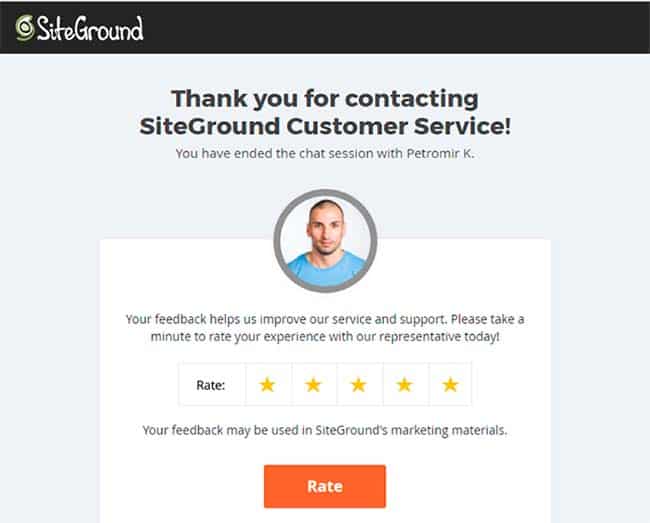 SiteGround
Thank you for contacting
SiteGround Customer Service!
You have ended the chat session with Petromir K.
Your feedback helps us improve our service and support. Please take a
minute to rate your experience with our representative today!
Rate:
Your feedback may be used in SiteGround's marketing materials.
Rate